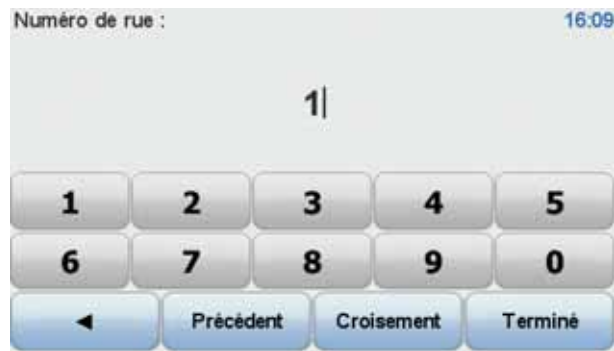 Numéro de rue : 16:09
1
1 2 3 4 5
6 7 8 9 0
◄ Précédent Croisement Terminé